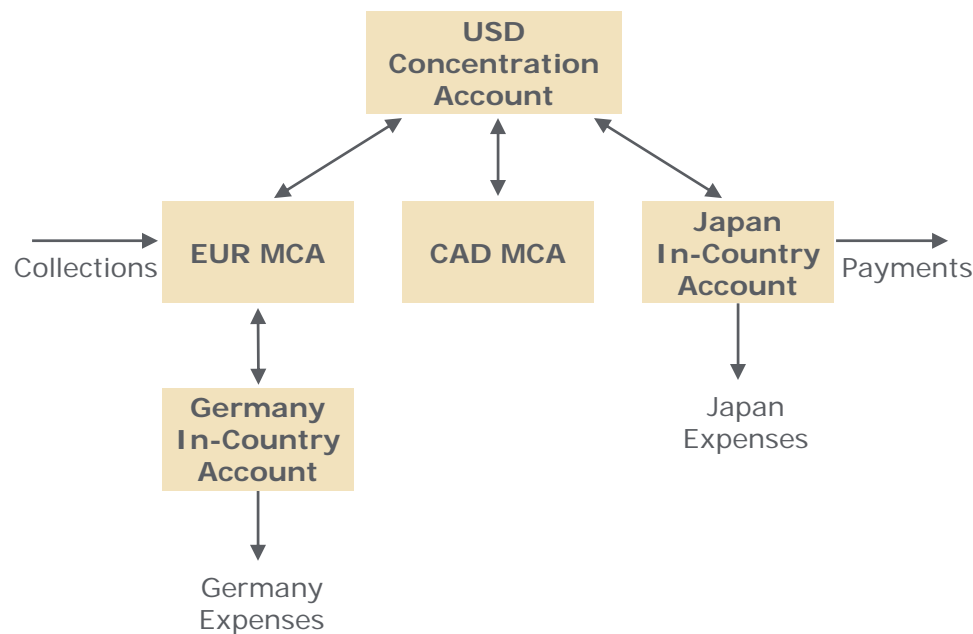 USD
Concentration
Account
Collections
EUR MCA
CAD MCA
Japan
In-Country
Account
Payments
Germany
In-Country
Account
Japan
Expenses
Germany
Expenses